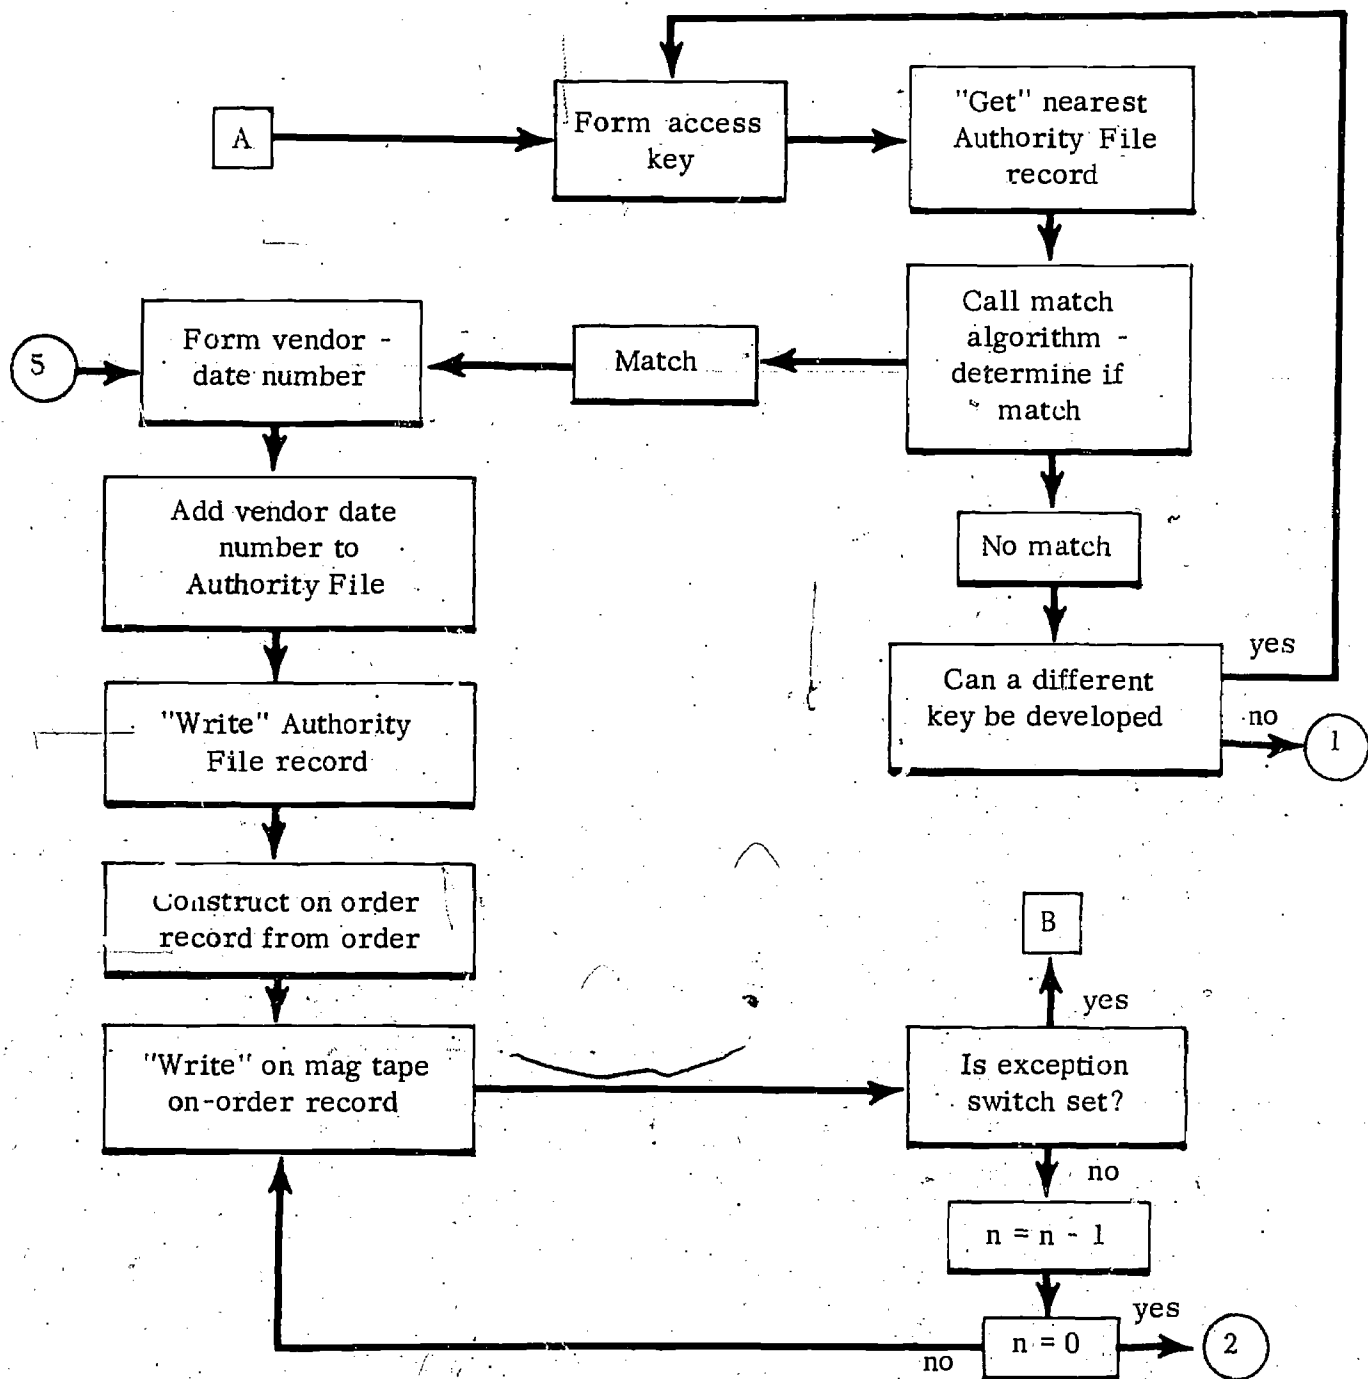 A
Form access
key
"Get" nearest
Authority File
record
Call match
algorithm -
determine if
match
Match
Form vendor -
date number
5
Add vendor date
number to
Authority File
No match
Can a different
key be developed
yes
no
1
"Write" Authority
File record
Construct on order
record from order
B
yes
"Write" on mag tape
on-order record
Is exception
switch set?
no
n = n - 1
n = 0
yes
2
no